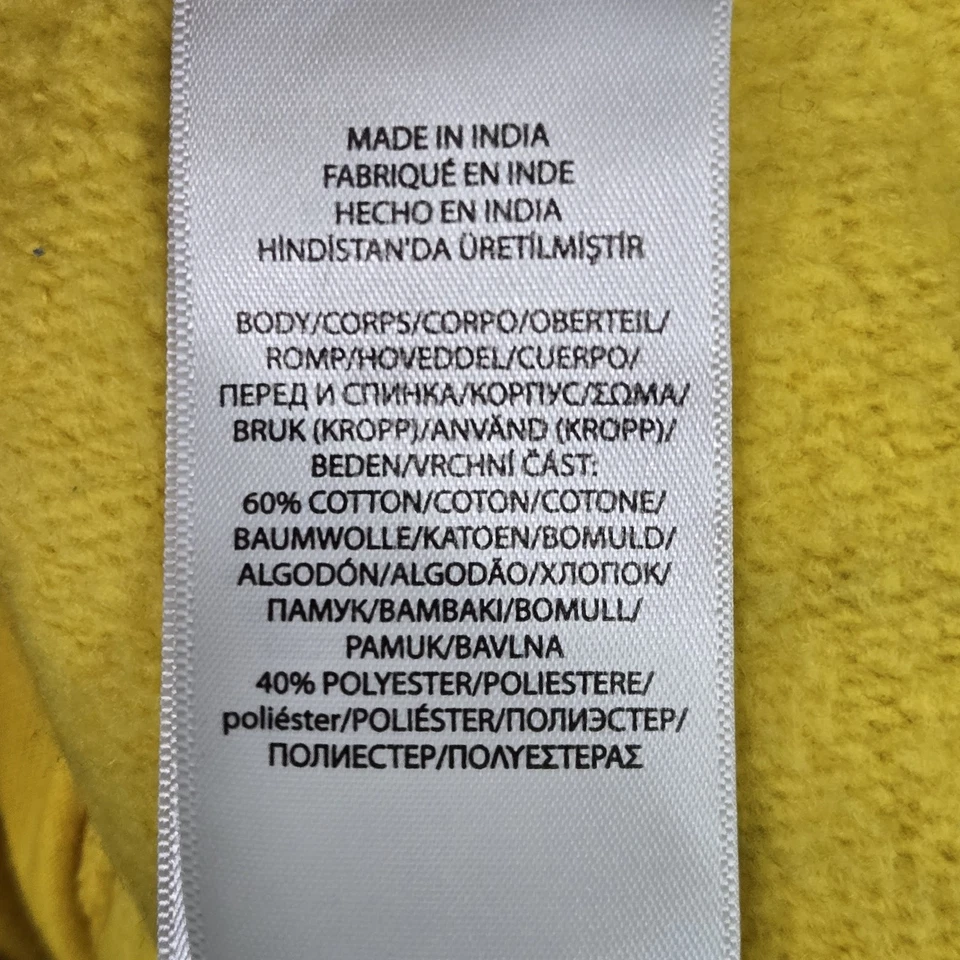 MADE IN INDIA
FABRIQUÉ EN INDE
HECHO EN INDIA
HİNDİSTAN'DA ÜRETİLMİŞTİR
BODY/CORPS/CORPO/OBERTEIL/
ROMP/HOVEDDEL/CUERPO/
ПЕРЕД И СПИНКА/КОРПУС/ΣΩΜΑ/
BRUK (KROPP)/ANVÄND (KROPP)/
BEDEN/VRCHNÍ ČÁST:
60% COTTON/COTON/COTONE/
BAUMWOLLE/KATOEN/BOMULD/
ALGODÓN/ALGODÃO/ХЛОПОК/
ПАМУК/ΒΑΜΒΑΚΙ/BOMULL/
PAMUK/BAVLNA
40% POLYESTER/POLIESTERE/
poliéster/POLIÉSTER/ПОЛИЭСТЕР/
ПОЛИЕСТЕР/ΠΟΛΥΕΣΤΕΡΑΣ